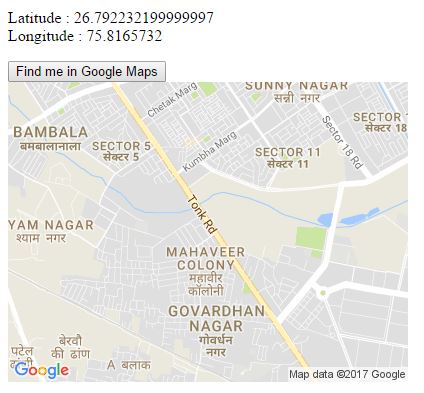 Latitude : 26.792232199999997
Longitude : 75.8165732
Find me in Google Maps
SUNNY NAGAR
सन्नी नगर
Chetak Marg
Sector 18 Rd
SECTOR 1
सेक्टर 18
BAMBALA
बमबालानाला
SECTOR 5
सेक्टर 5
Kumbha Marg
SECTOR 11
सेक्टर 11
Tonk Rd
YAM NAGAR
श्याम नगर
MAHAVEER
COLONY
महावीर
कॉलोनी
GOVARDHAN
NAGAR
गोवर्धन
नगर
पटेल
बेरवौ
की ढांण
अ बलाक
Google
Map data ©2017 Google